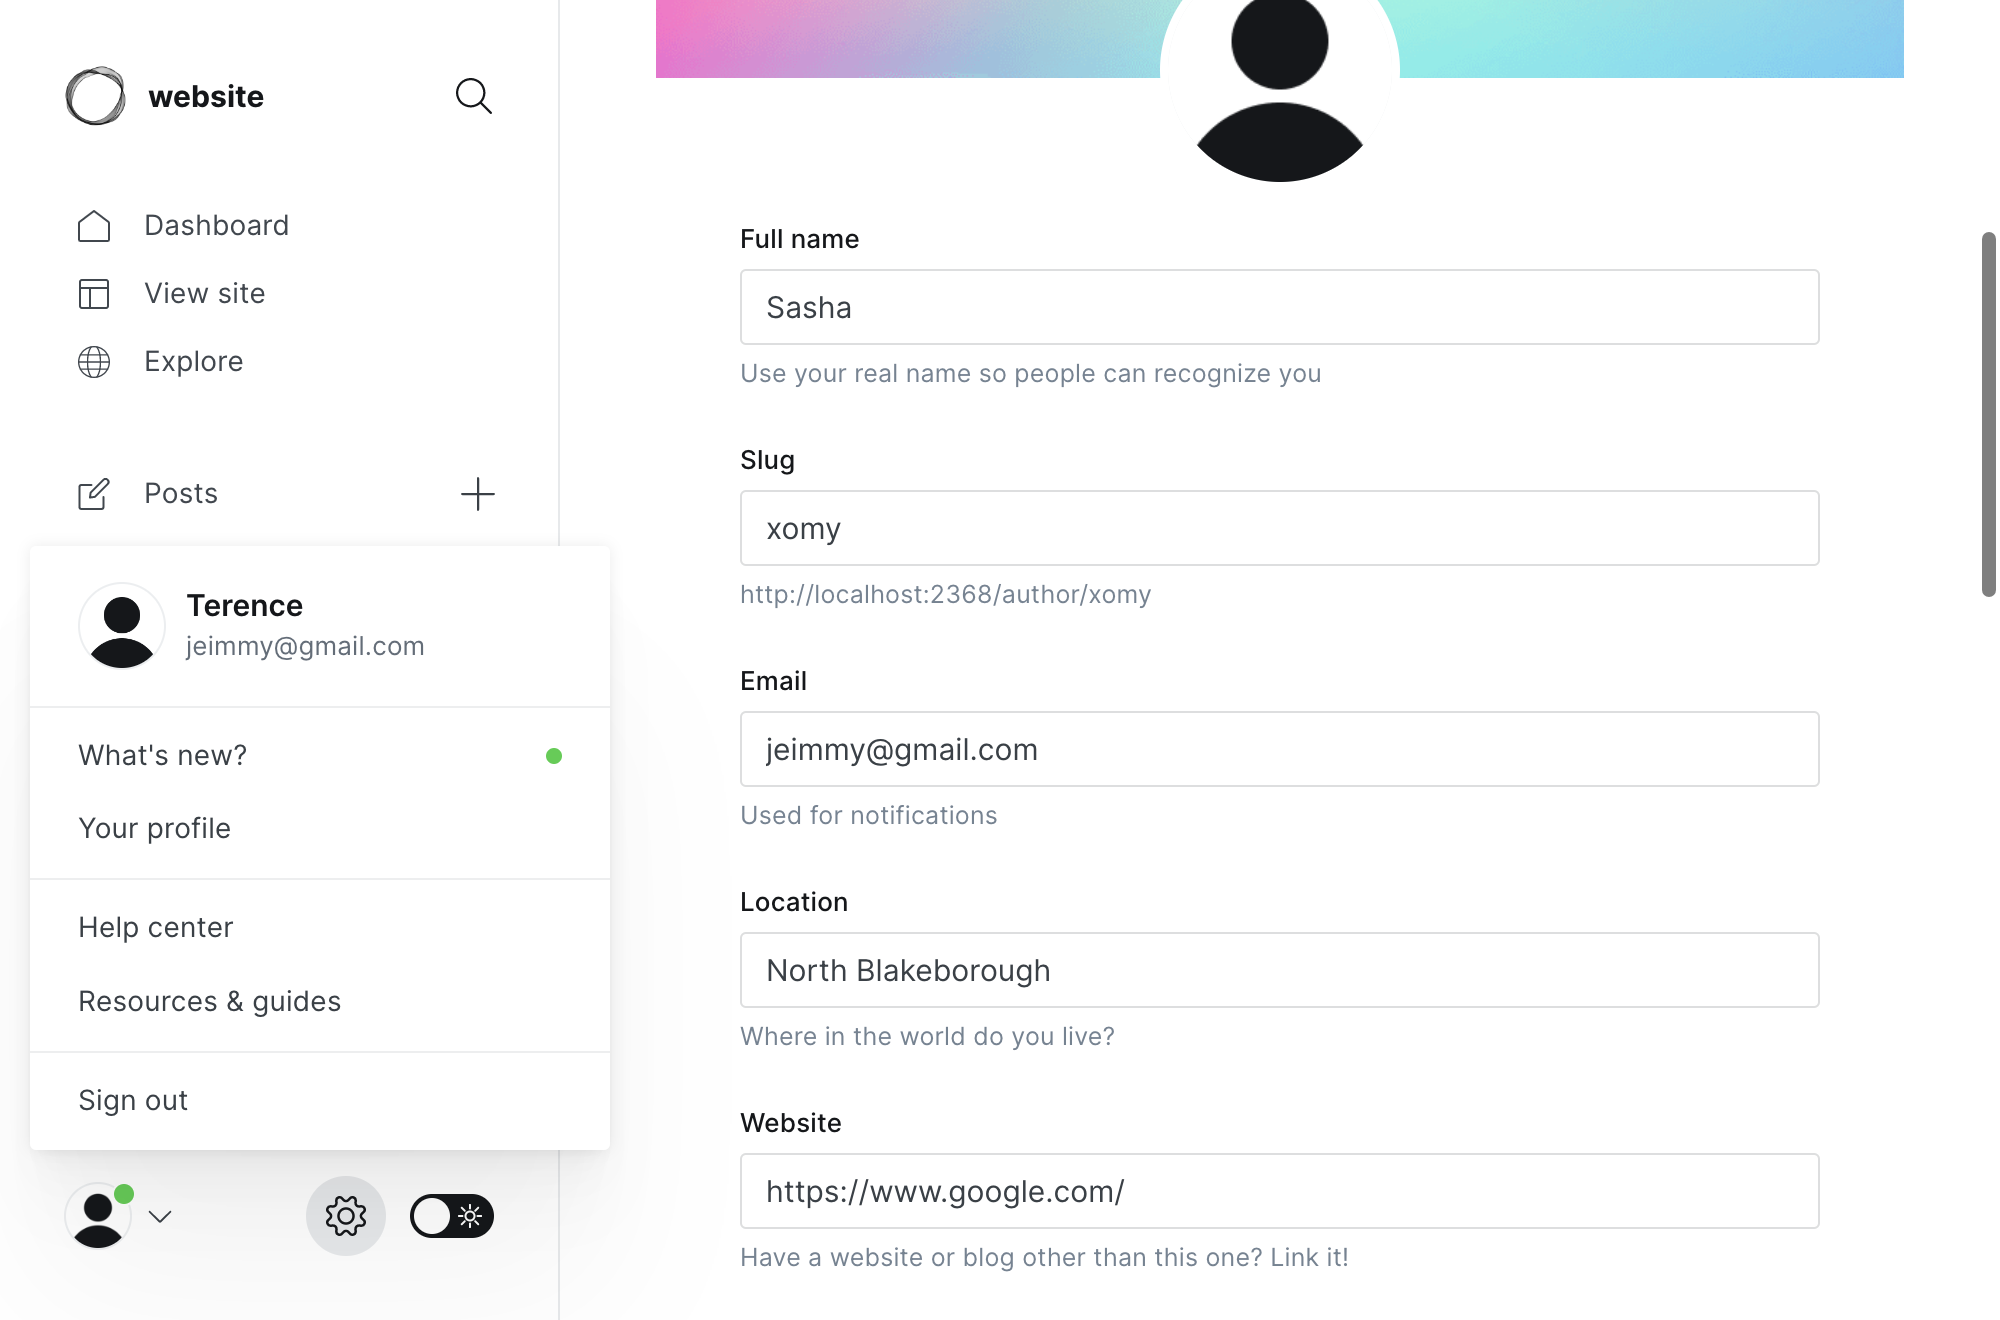 website
Dashboard
View site
Explore
Posts
Terence
jeimmy@gmail.com
What's new?
Your profile
Help center
Resources & guides
Sign out
Full name
Sasha
Use your real name so people can recognize you
Slug
xomy
http://localhost:2368/author/xomy
Email
jeimmy@gmail.com
Used for notifications
Location
North Blakeborough
Where in the world do you live?
Website
https://www.google.com/
Have a website or blog other than this one? Link it!